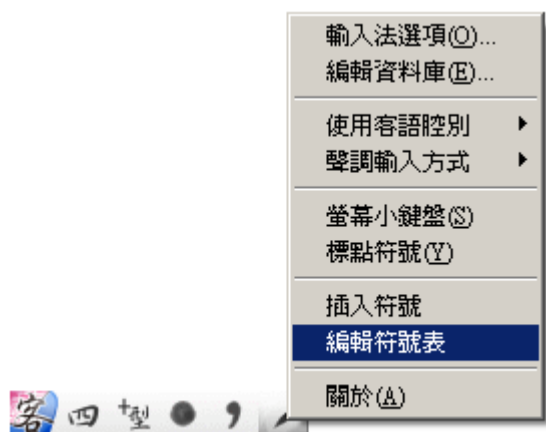 輸入法選項(O)...
編輯資料庫(E)...
使用客語腔別
聲調輸入方式
螢幕小鍵盤(S)
標點符號(Y)
插入符號
編輯符號表
關於(A)
客 四 +型 ● ，